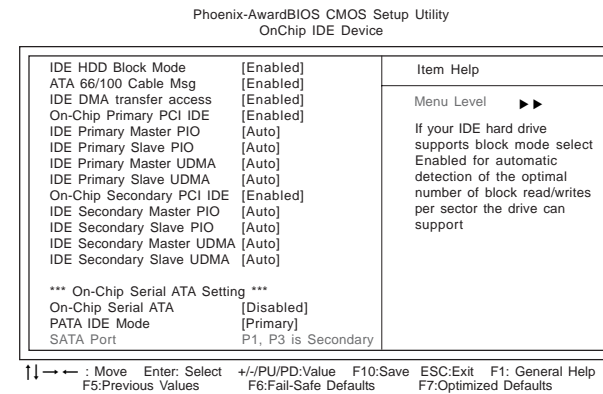 Phoenix-AwardBIOS CMOS Setup Utility
OnChip IDE Device
IDE HDD Block Mode [Enabled]
ATA 66/100 Cable Msg [Enabled]
IDE DMA transfer access [Enabled]
On-Chip Primary PCI IDE [Enabled]
IDE Primary Master PIO [Auto]
IDE Primary Slave PIO [Auto]
IDE Primary Master UDMA [Auto]
IDE Primary Slave UDMA [Auto]
On-Chip Secondary PCI IDE [Enabled]
IDE Secondary Master PIO [Auto]
IDE Secondary Slave PIO [Auto]
IDE Secondary Master UDMA [Auto]
IDE Secondary Slave UDMA [Auto]
*** On-Chip Serial ATA Setting ***
On-Chip Serial ATA [Disabled]
PATA IDE Mode [Primary]
SATA Port P1, P3 is Secondary
Item Help
Menu Level ▶▶
If your IDE hard drive
supports block mode select
Enabled for automatic
detection of the optimal
number of block read/writes
per sector the drive can
support
↑↓→← : Move Enter: Select +/-/PU/PD:Value F10:Save ESC:Exit F1: General Help
F5:Previous Values F6:Fail-Safe Defaults F7:Optimized Defaults